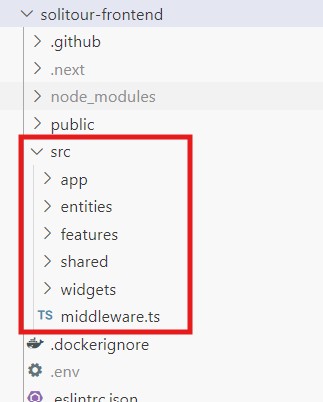 solitour-frontend
.github
.next
node_modules
public
src
app
entities
features
shared
widgets
TS middleware.ts
.dockerignore
.env
.eslintrc.json